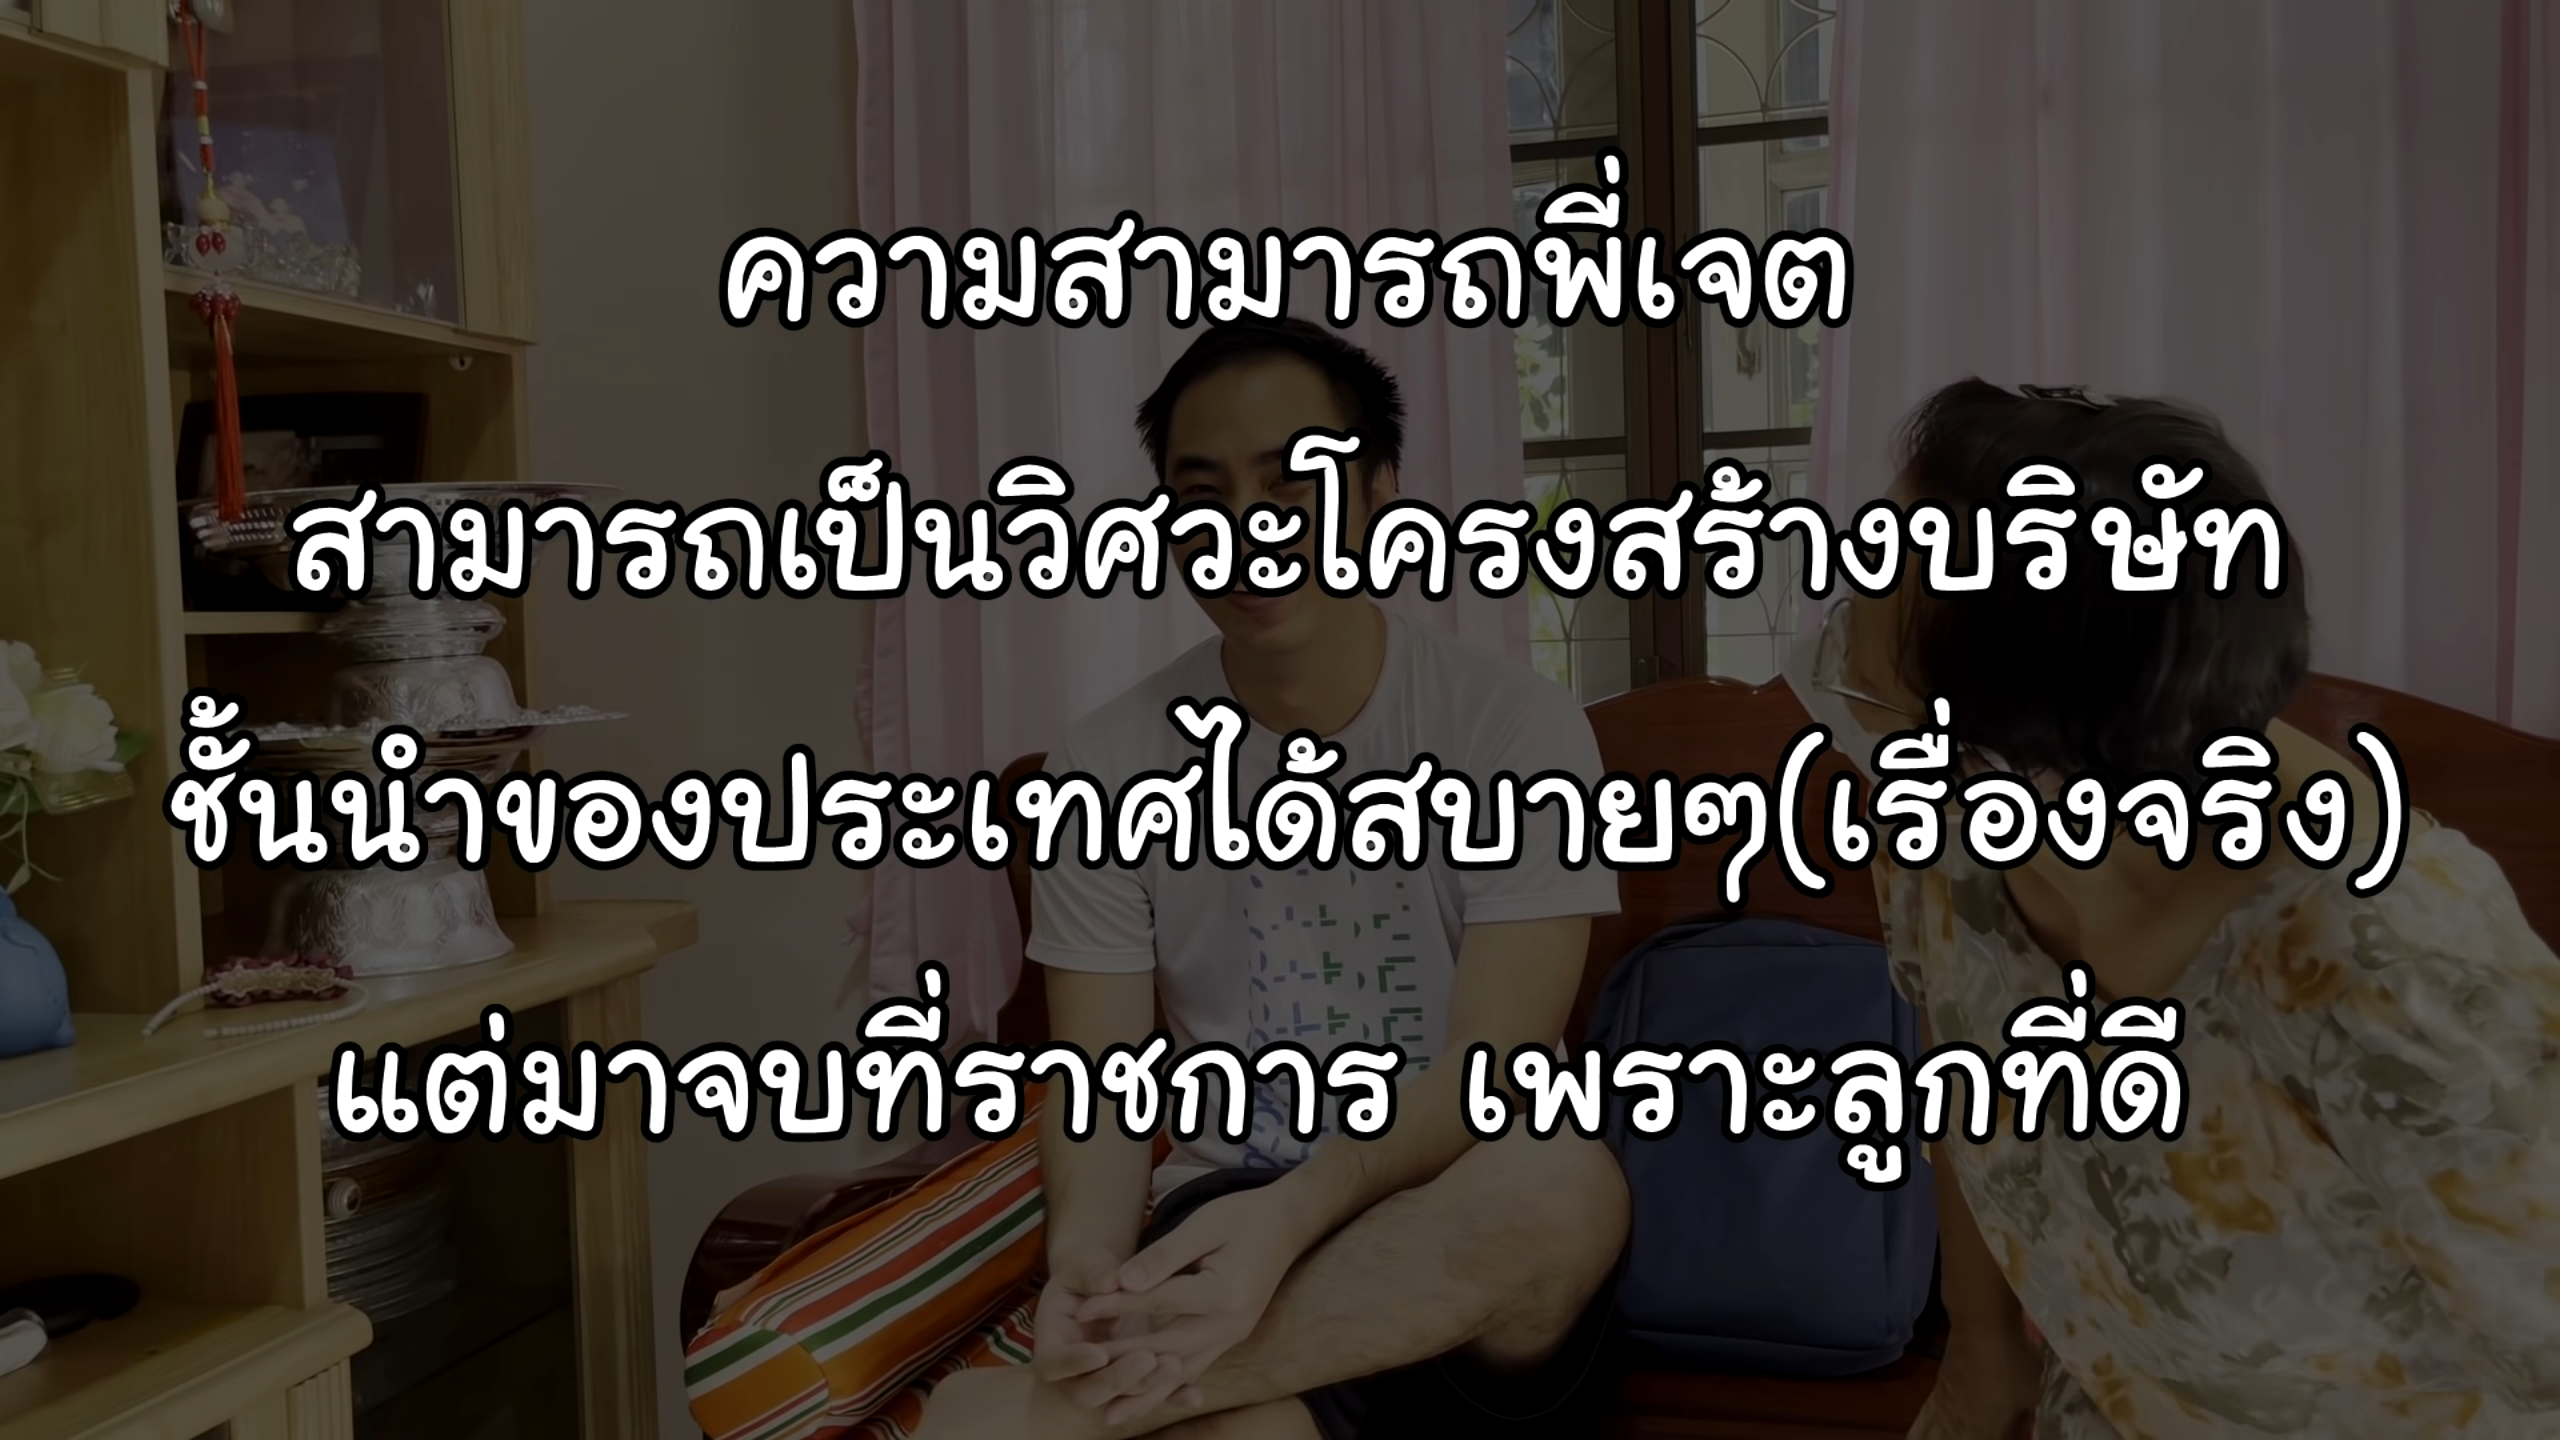 ความสามารถพี่เจต
สามารถเป็นวิศวะโครงสร้างบริษัท
ชั้นนำของประเทศได้สบายๆ(เรื่องจริง)
แต่มาจบที่ราชการ เพราะลูกที่ดี